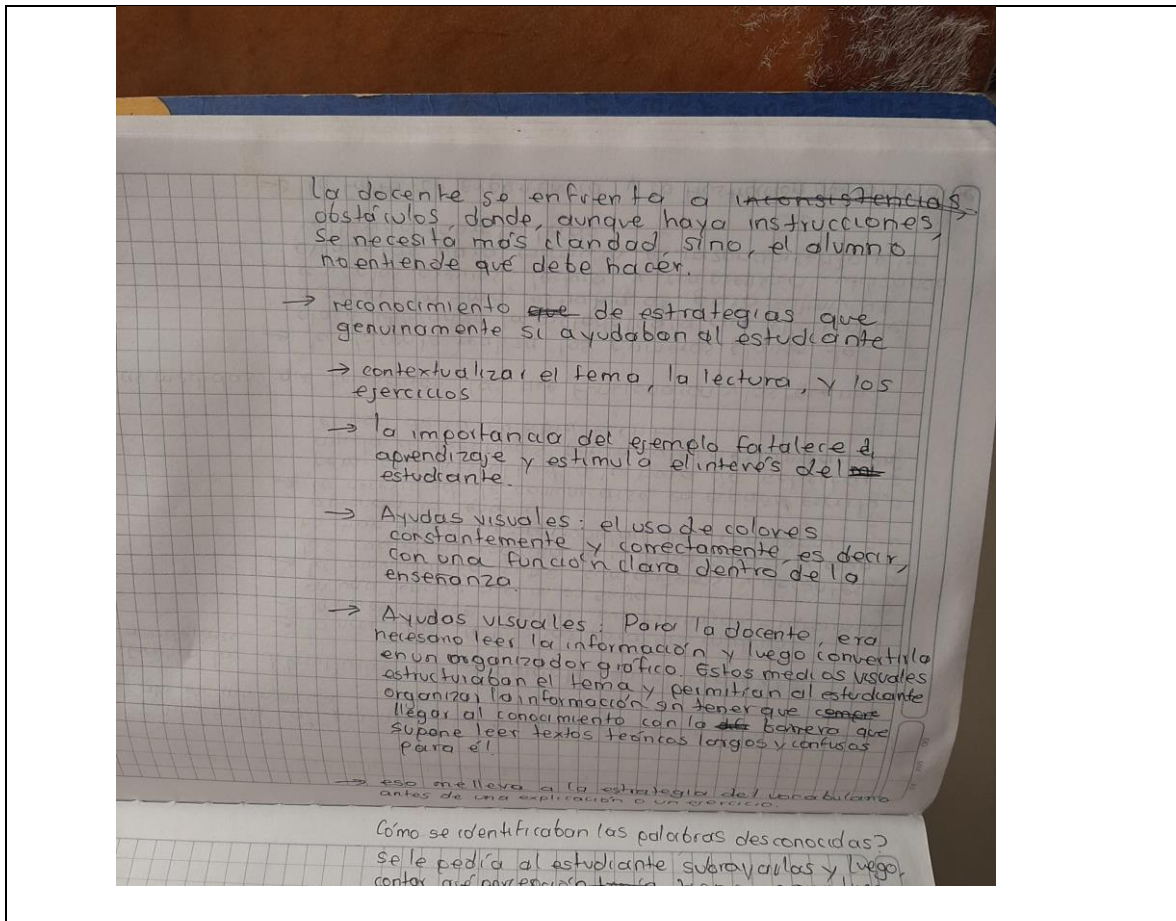 la docente se enfrenta a inconsistencias,
obstáculos, donde, aunque haya instrucciones,
se necesita más claridad, sino, el alumno
no entiende qué debe hacer.
→ reconocimiento que de estrategias que
genuinamente si ayudaban al estudiante
→ contextualizar el tema, la lectura, y los
ejercicios
→ la importancia del ejemplo fortalece el
aprendizaje y estimula el interés del
estudiante.
→ Ayudas visuales: el uso de colores
constantemente y correctamente, es decir,
con una función clara dentro de la
enseñanza.
→ Ayudas visuales: Para la docente, era
necesario leer la información y luego convertirla
en un organizador gráfico. Estos medios visuales
estructuraban el tema y permitían al estudiante
organizar la información sin tener que
llegar al conocimiento con la barrera que
supone leer textos teóricos largos y confusos
para él.
→ eso me lleva a la estrategia del vocabulario
antes de una explicación o un ejercicio.
Cómo se identificaban las palabras desconocidas?
se le pedía al estudiante subrayarlas y luego,
contar qué